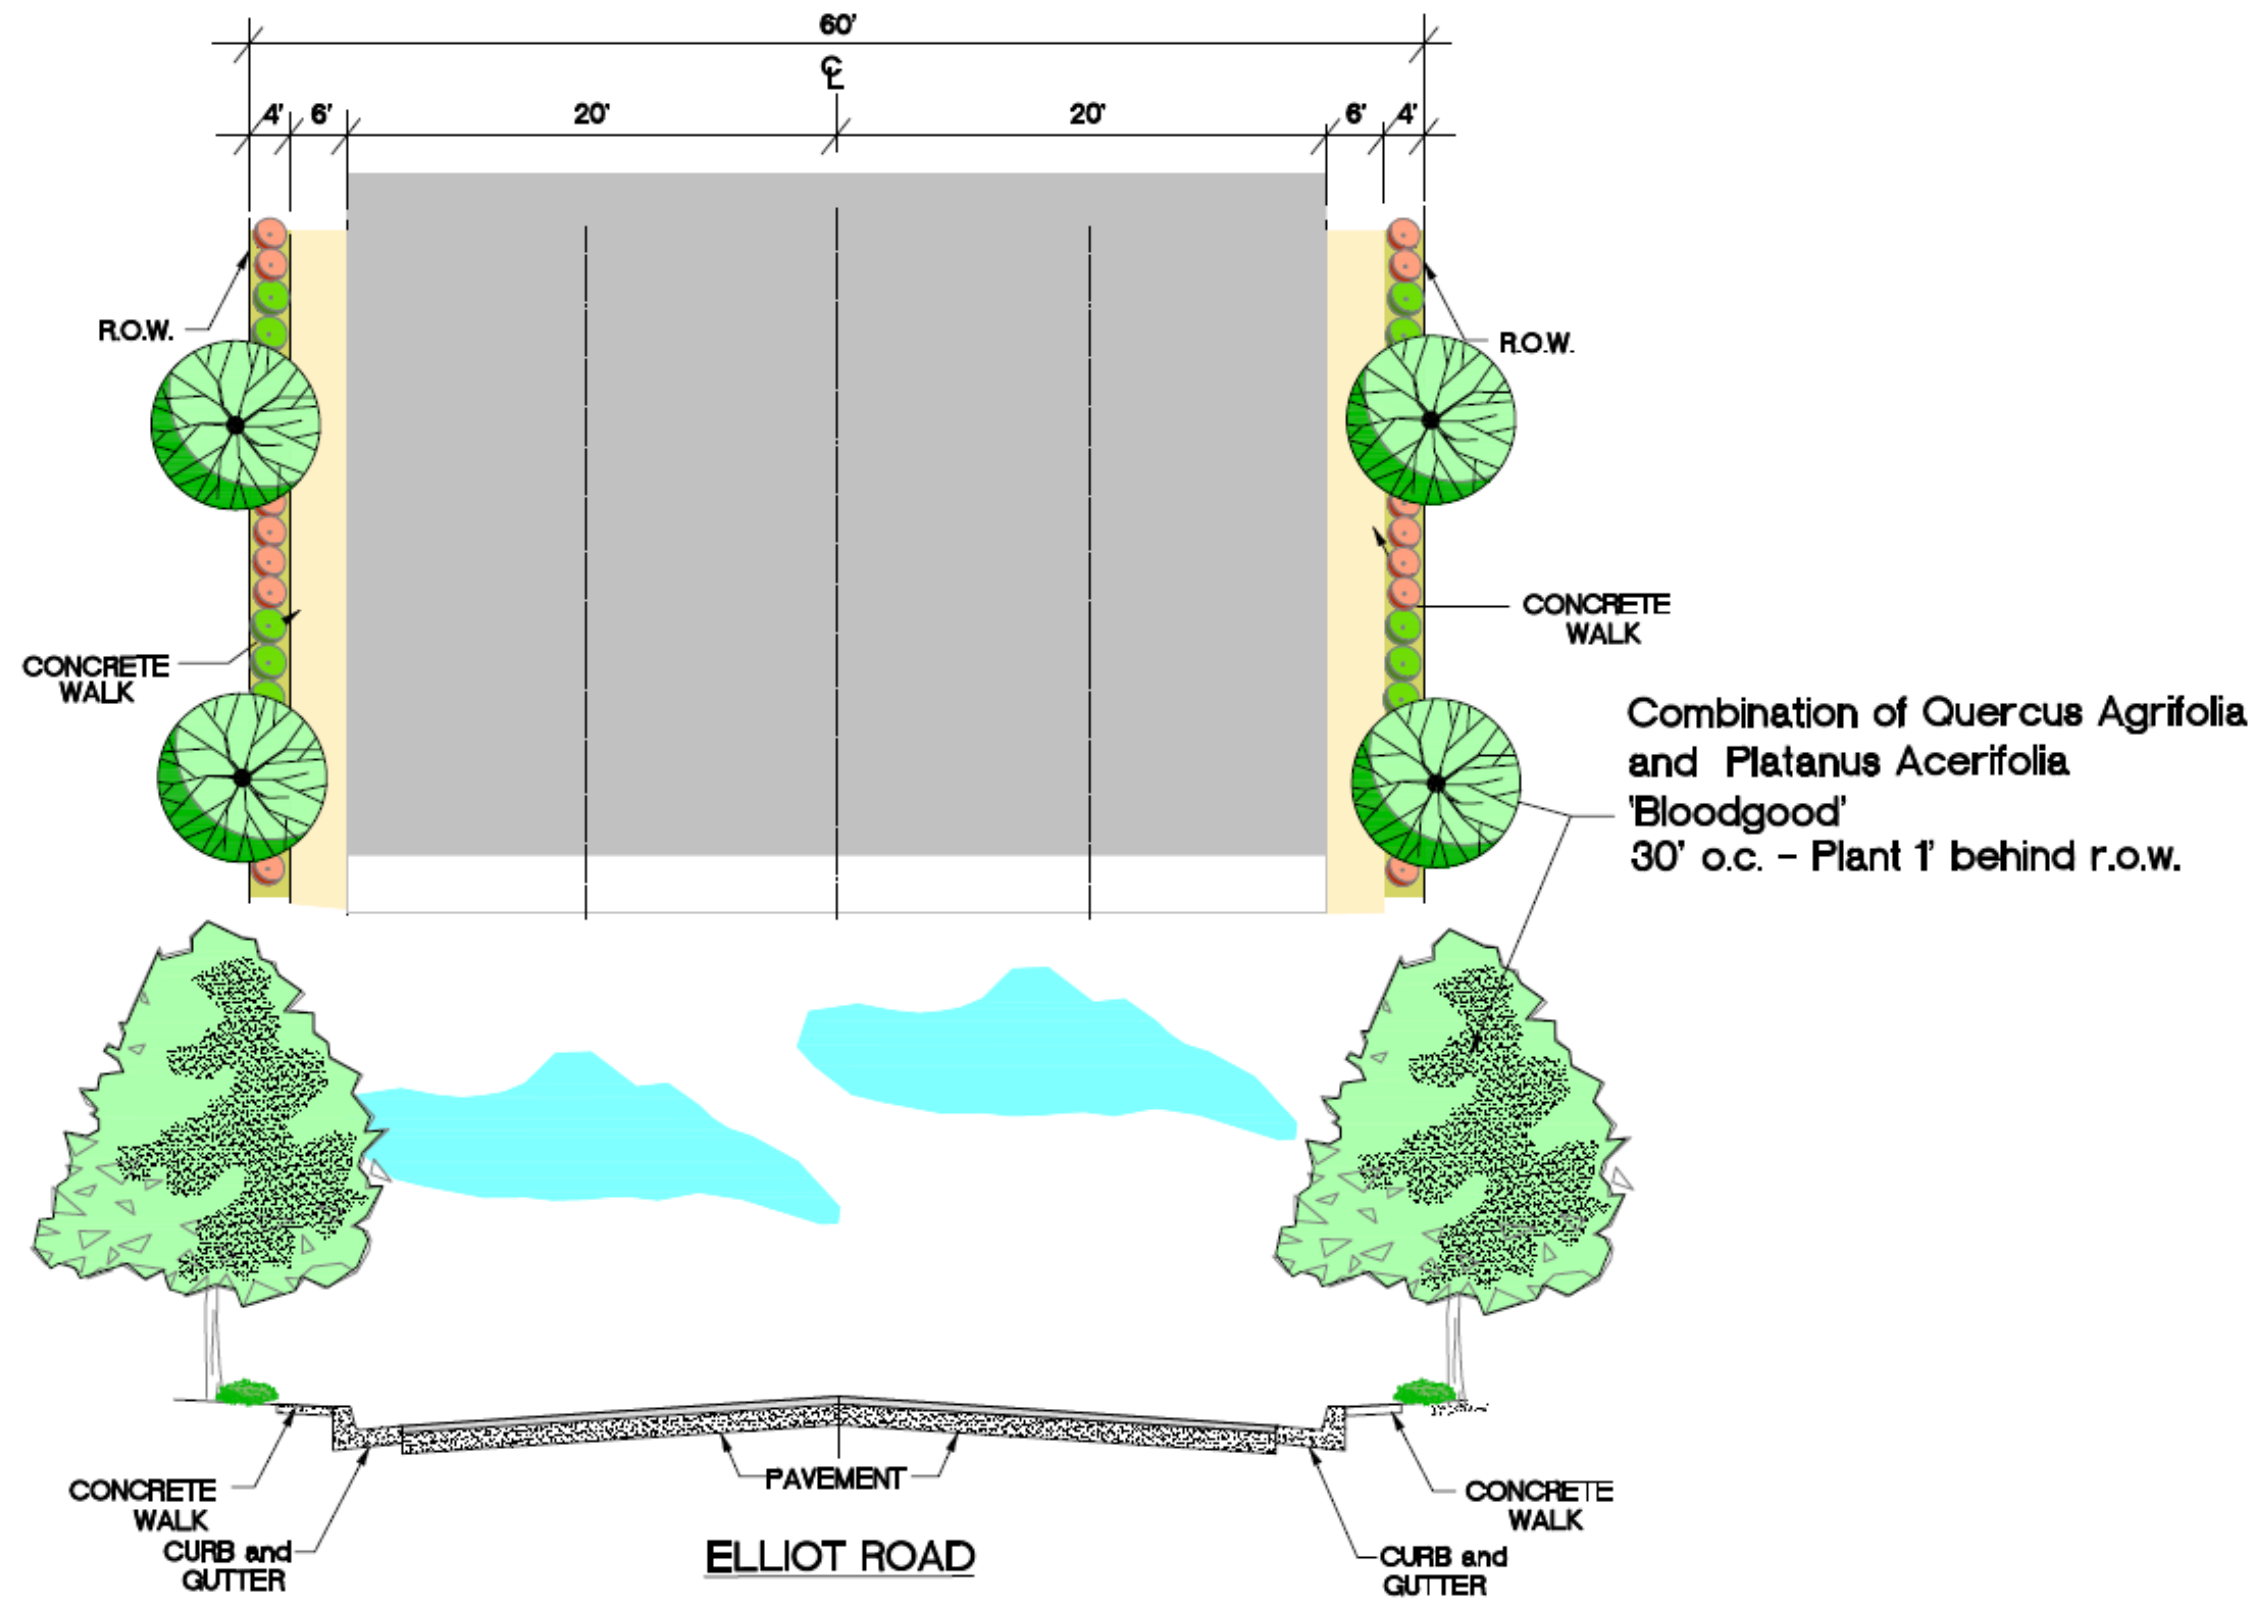 60'
℄
4' 6' 20' 20' 6' 4'
R.O.W.
R.O.W.
CONCRETE
WALK
CONCRETE
WALK
Combination of Quercus Agrifolia
and Platanus Acerifolia
'Bloodgood'
30' o.c. - Plant 1' behind r.o.w.
PAVEMENT
CONCRETE
WALK
CURB and
GUTTER
CONCRETE
WALK
CURB and
GUTTER
ELLIOT ROAD